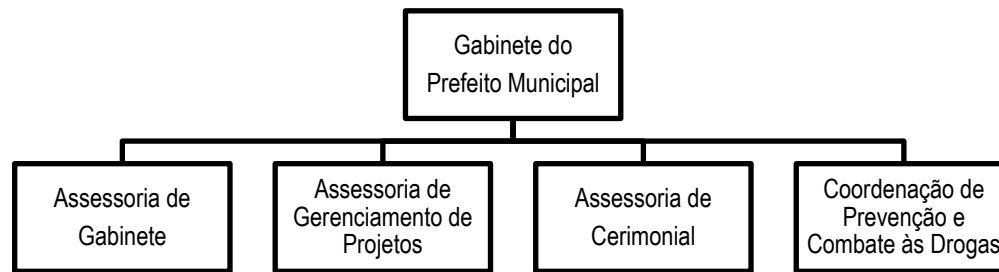 Gabinete do
Prefeito Municipal
Assessoria de
Gabinete
Assessoria de
Gerenciamento de
Projetos
Assessoria de
Cerimonial
Coordenação de
Prevenção e
Combate às Drogas